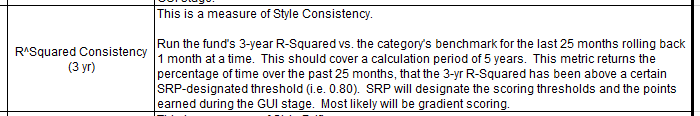 This is a measure of Style Consistency.
R^Squared Consistency
(3 yr)
Run the fund's 3-year R-Squared vs. the category's benchmark for the last 25 months rolling back
1 month at a time.  This should cover a calculation period of 5 years.  This metric returns the
percentage of time over the past 25 months, that the 3-yr R-Squared has been above a certain
SRP-designated threshold (i.e. 0.80).  SRP will designate the scoring thresholds and the points
earned during the GUI stage.  Most likely will be gradient scoring.